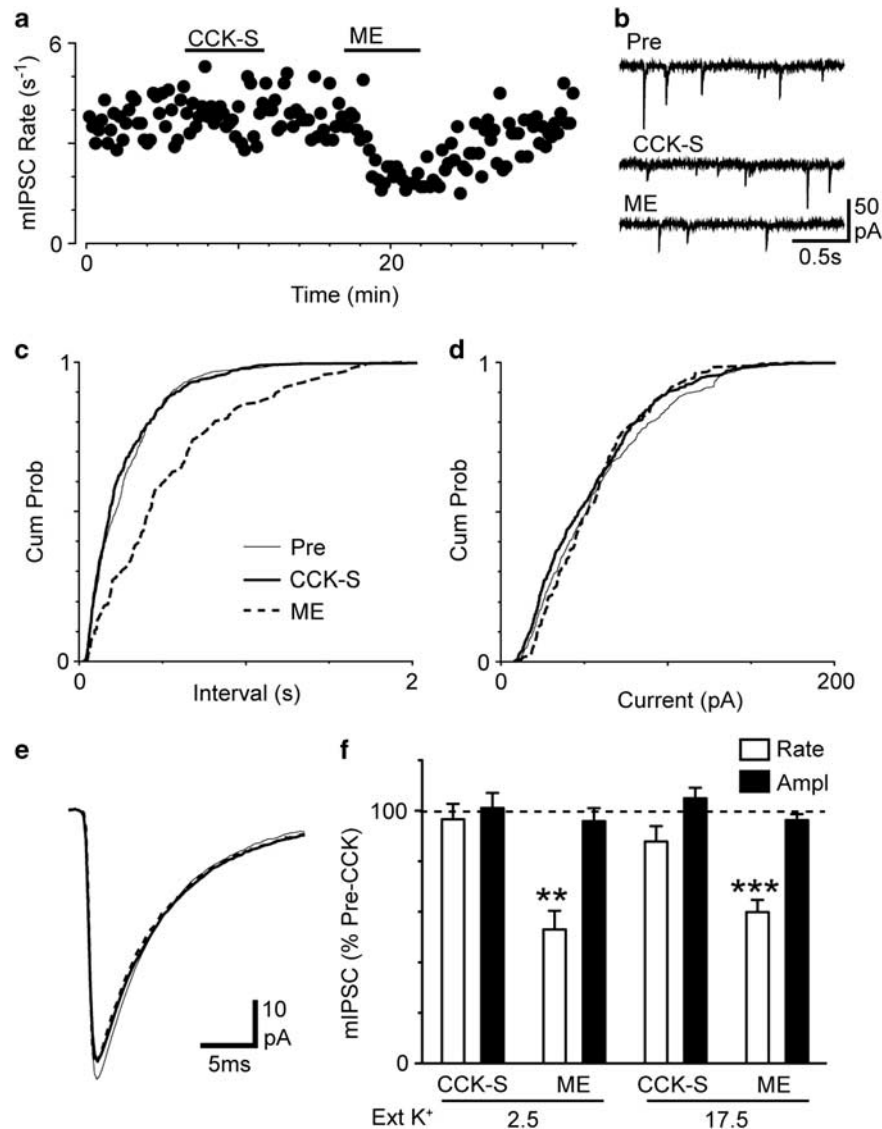 a
CCK-S
ME
6
mIPSC Rate (s⁻¹)
0
0
20
Time (min)
b
Pre
CCK-S
ME
50
pA
0.5s
c
1
Cum Prob
Pre
CCK-S
ME
0
0
2
Interval (s)
d
1
Cum Prob
0
0
200
Current (pA)
e
10
pA
5ms
f
Rate
Ampl
100
mIPSC (% Pre-CCK)
**
***
0
CCK-S ME CCK-S ME
Ext K⁺ 2.5 17.5